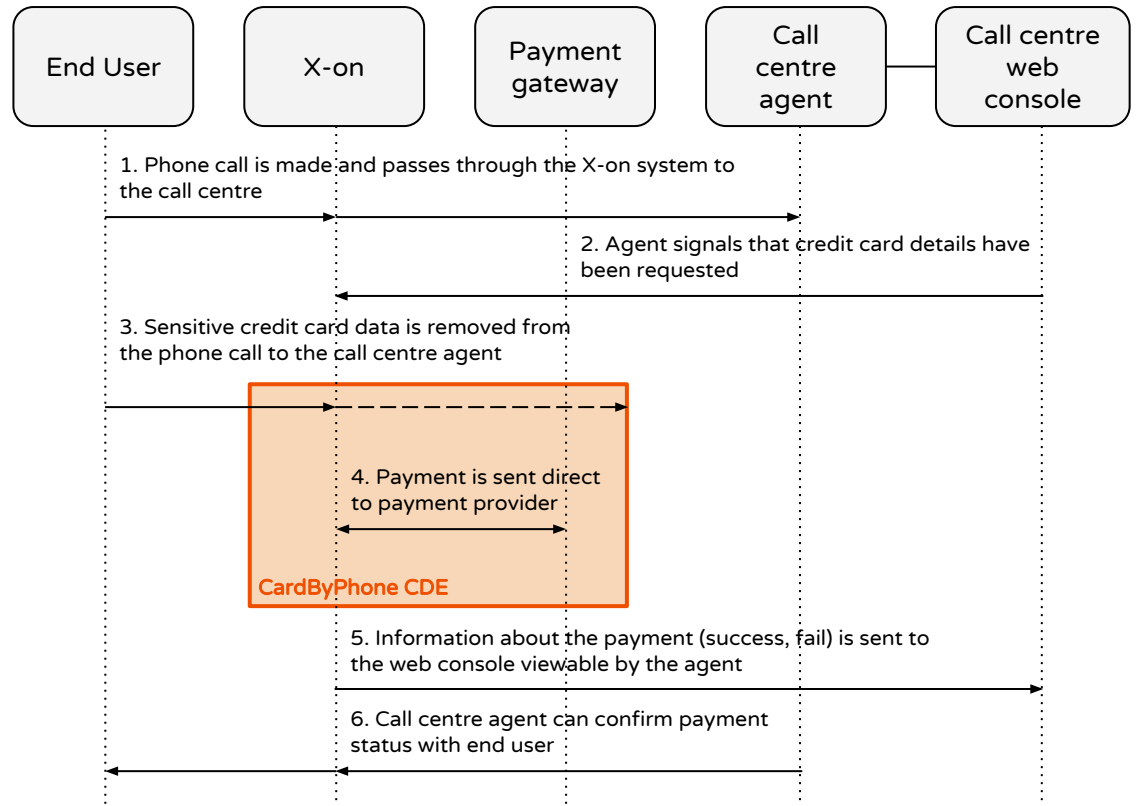 End User
X-on
Payment
gateway
Call
centre
agent
Call centre
web
console
1. Phone call is made and passes through the X-on system to
the call centre
2. Agent signals that credit card details have
been requested
3. Sensitive credit card data is removed from
the phone call to the call centre agent
4. Payment is sent direct
to payment provider
CardByPhone CDE
5. Information about the payment (success, fail) is sent to
the web console viewable by the agent
6. Call centre agent can confirm payment
status with end user